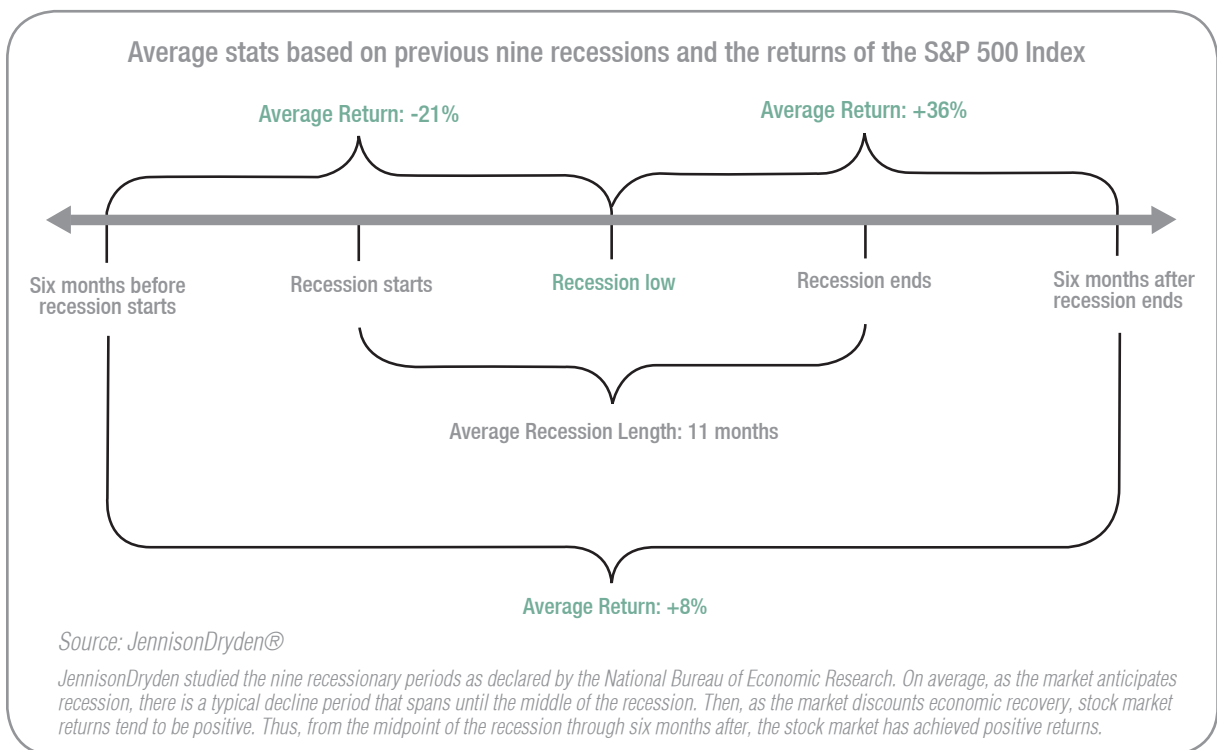 Average stats based on previous nine recessions and the returns of the S&P 500 Index
Average Return: -21%
Average Return: +36%
Six months before
recession starts
Recession starts
Recession low
Recession ends
Six months after
recession ends
Average Recession Length: 11 months
Average Return: +8%
Source: JennisonDryden®
JennisonDryden studied the nine recessionary periods as declared by the National Bureau of Economic Research. On average, as the market anticipates
recession, there is a typical decline period that spans until the middle of the recession. Then, as the market discounts economic recovery, stock market
returns tend to be positive. Thus, from the midpoint of the recession through six months after, the stock market has achieved positive returns.